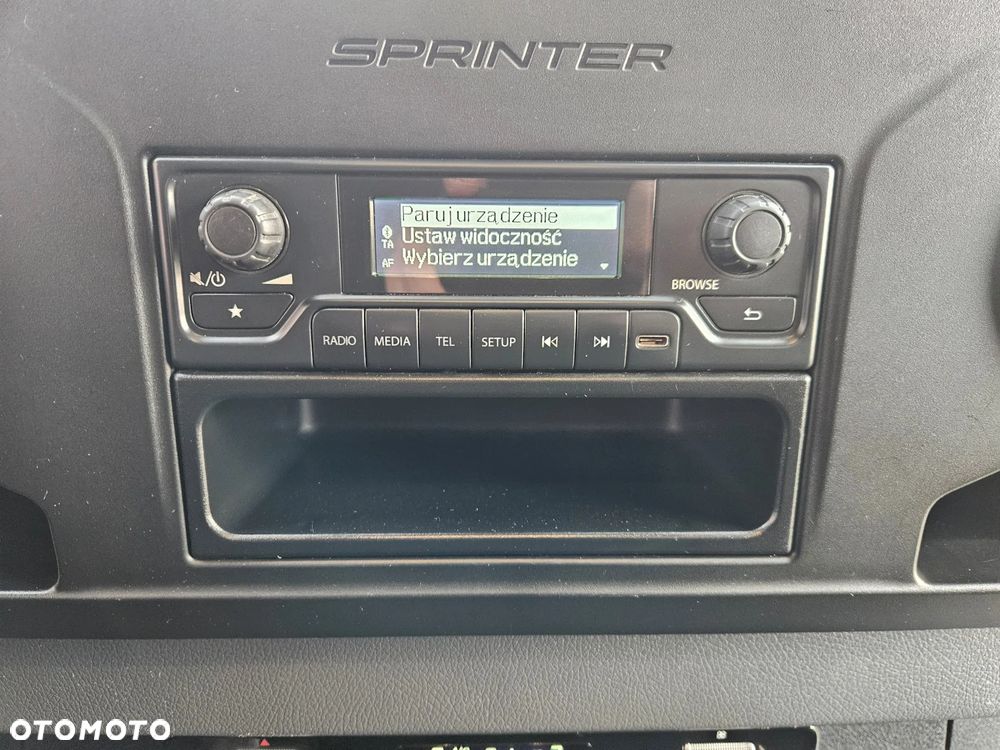 SPRINTER
Paruj urządzenie
TA Ustaw widoczność
AF Wybierz urządzenie
BROWSE
RADIO MEDIA TEL SETUP
OTOMOTO